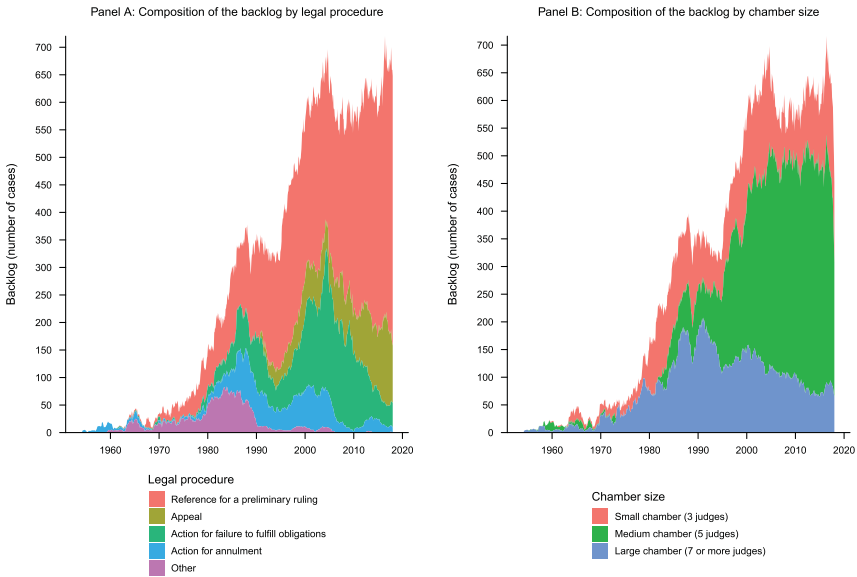 Panel A: Composition of the backlog by legal procedure
Backlog (number of cases)
700
650
600
550
500
450
400
350
300
250
200
150
100
50
0
1960 1970 1980 1990 2000 2010 2020
Legal procedure
Reference for a preliminary ruling
Appeal
Action for failure to fulfill obligations
Action for annulment
Other
Panel B: Composition of the backlog by chamber size
Backlog (number of cases)
700
650
600
550
500
450
400
350
300
250
200
150
100
50
0
1960 1970 1980 1990 2000 2010 2020
Chamber size
Small chamber (3 judges)
Medium chamber (5 judges)
Large chamber (7 or more judges)